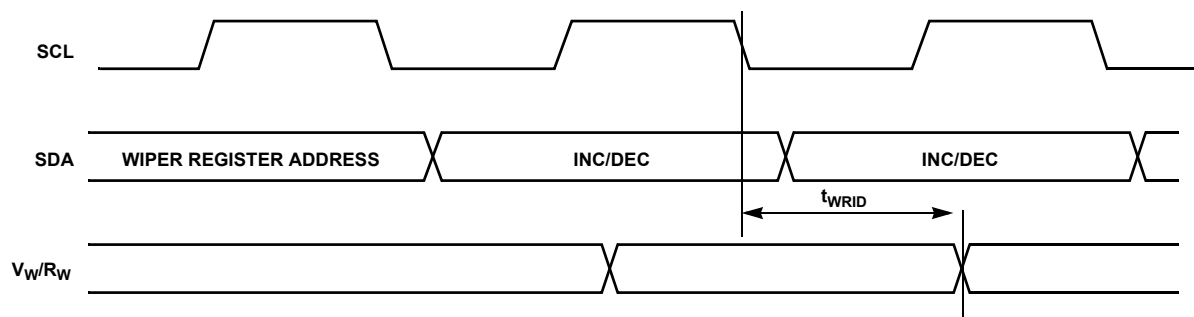 SCL
SDA WIPER REGISTER ADDRESS INC/DEC INC/DEC
tWRID
VW/RW